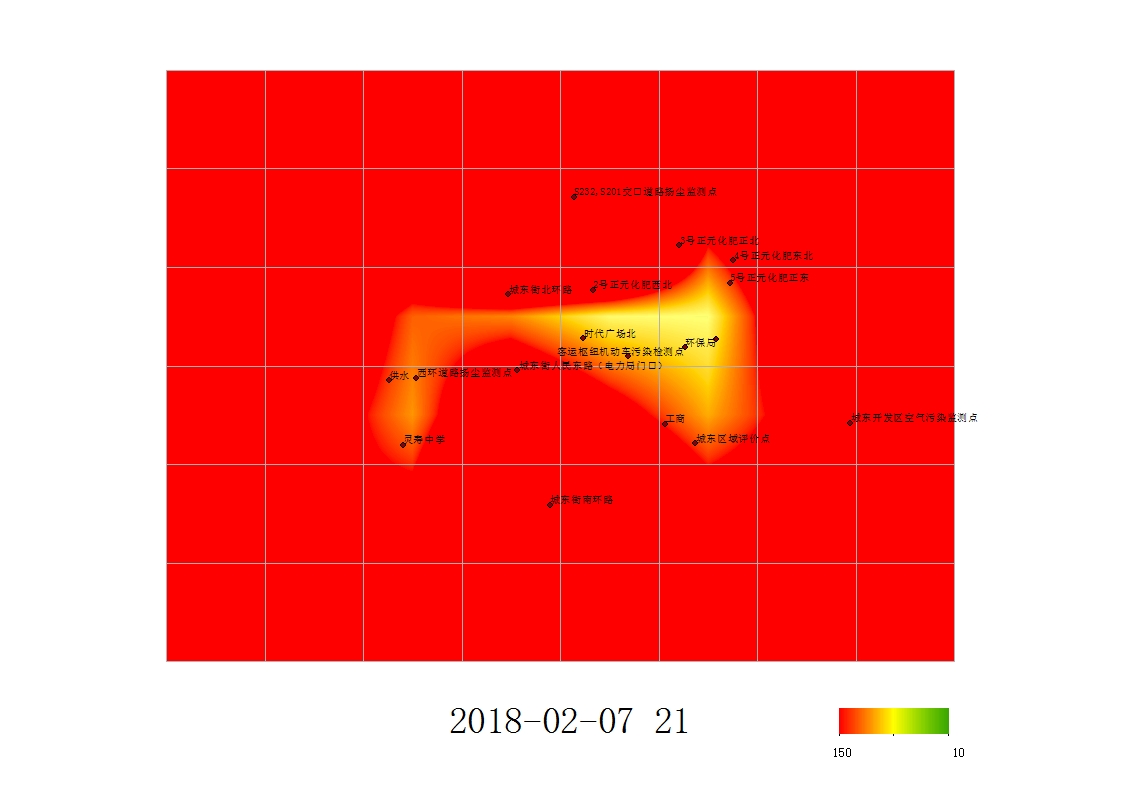 S232,S201交口道路扬尘监测点
3号正元化肥正北
4号正元化肥东北
5号正元化肥正东
2号正元化肥西北
城东街北环路
时代广场北
环保局
客运枢纽机动车污染检测点
城东街人民东路（电力局门口）
西环道路扬尘监测点
供水
城东开发区空气污染监测点
工商
城东区域评价点
灵寿中学
城东街南环路
2018-02-07 21
150
10